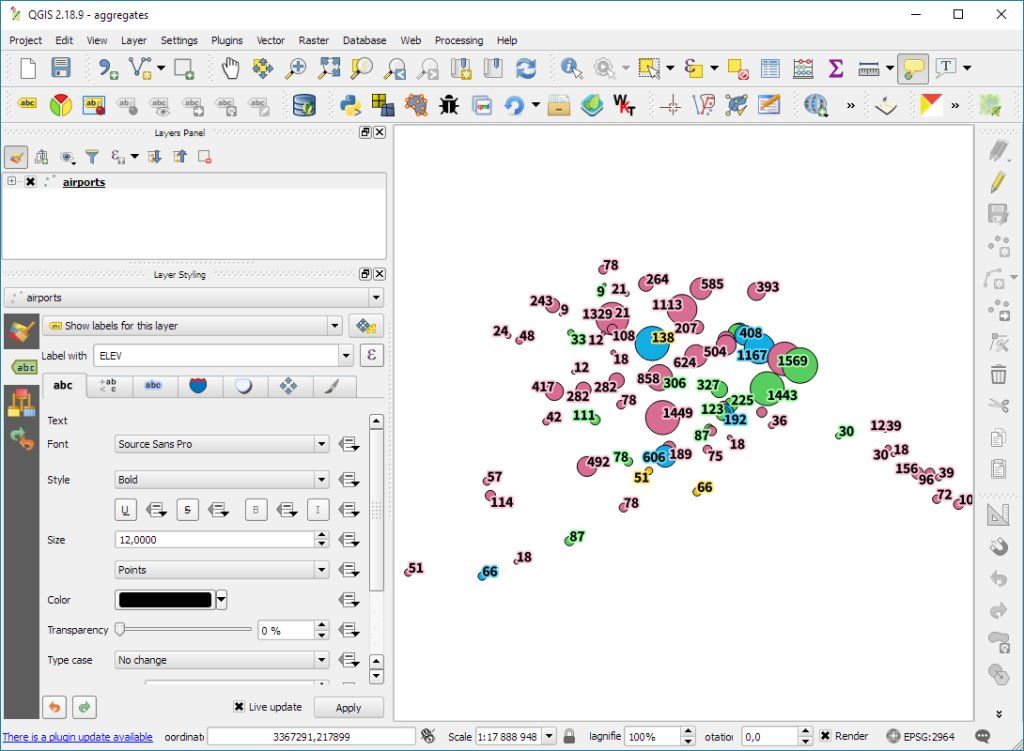 QGIS 2.18.9 - aggregates
Project Edit View Layer Settings Plugins Vector Raster Database Web Processing Help
Layers Panel
airports
Layer Styling
airports
Show labels for this layer
Label with ELEV
abc
Text
Font Source Sans Pro
Style Bold
U S B I
Size 12,0000
Points
Color
Transparency 0 %
Type case No change
Live update Apply
78
264 585 393
9 21
243 9 1329 21 1113
24 48 33 12 108 207 138 408
18 624 504 1167 1569
12
417 282 282 858 306 327 1443
78 225
42 111 1449 123 192 36
87 18 30 1239
492 78 606 189 75 30 18
57 51 156 96 39
114 78 66 72 10
87
51 66 18
There is a plugin update available oordinat 3367291,217899 Scale 1:17 888 948 lagnifie 100% otatio 0,0 Render EPSG:2964